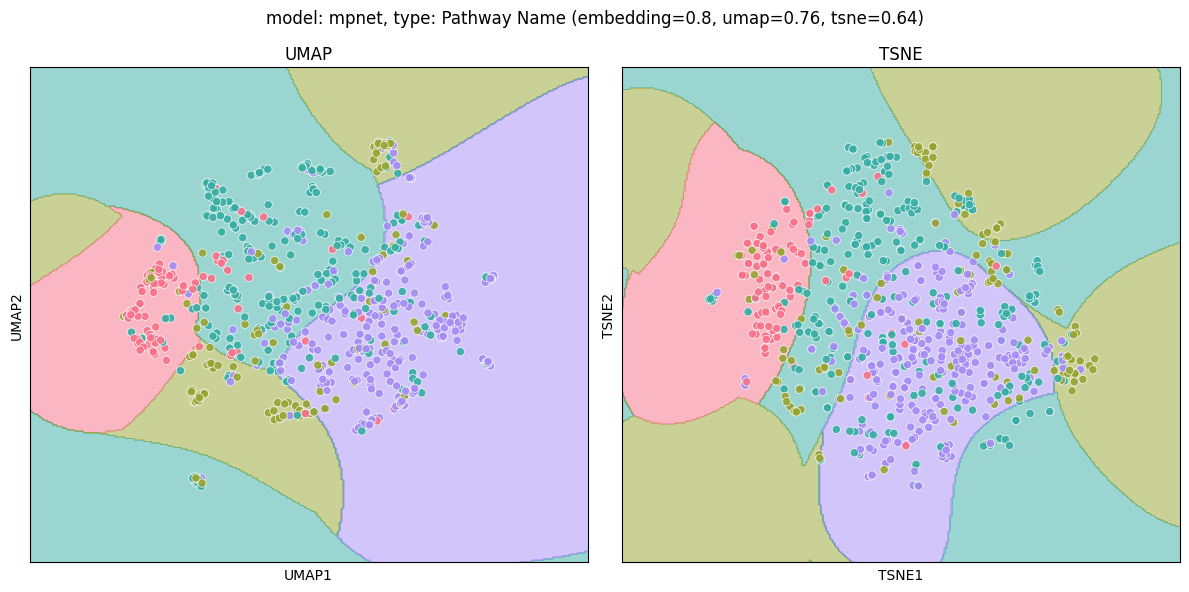 model: mpnet, type: Pathway Name (embedding=0.8, umap=0.76, tsne=0.64)
UMAP
TSNE
UMAP2
TSNE2
UMAP1
TSNE1